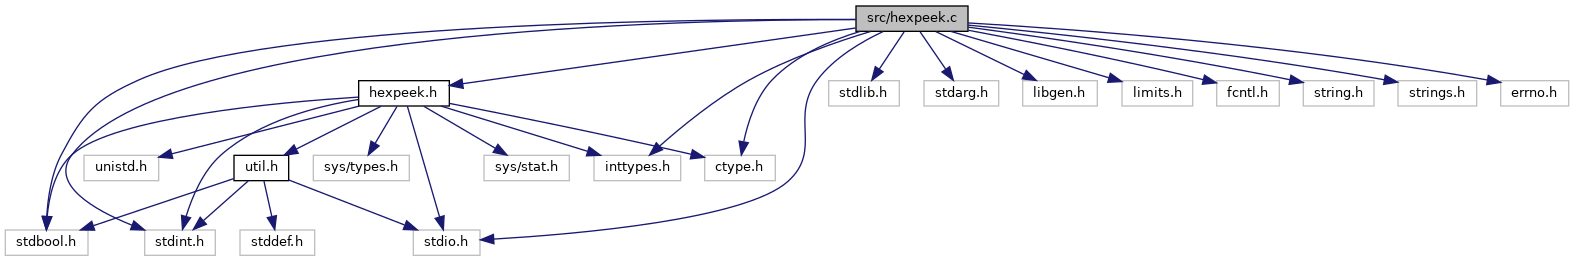 src/hexpeek.c
hexpeek.h
stdlib.h
stdarg.h
libgen.h
limits.h
fcntl.h
string.h
strings.h
errno.h
unistd.h
util.h
sys/types.h
sys/stat.h
inttypes.h
ctype.h
stdbool.h
stdint.h
stddef.h
stdio.h